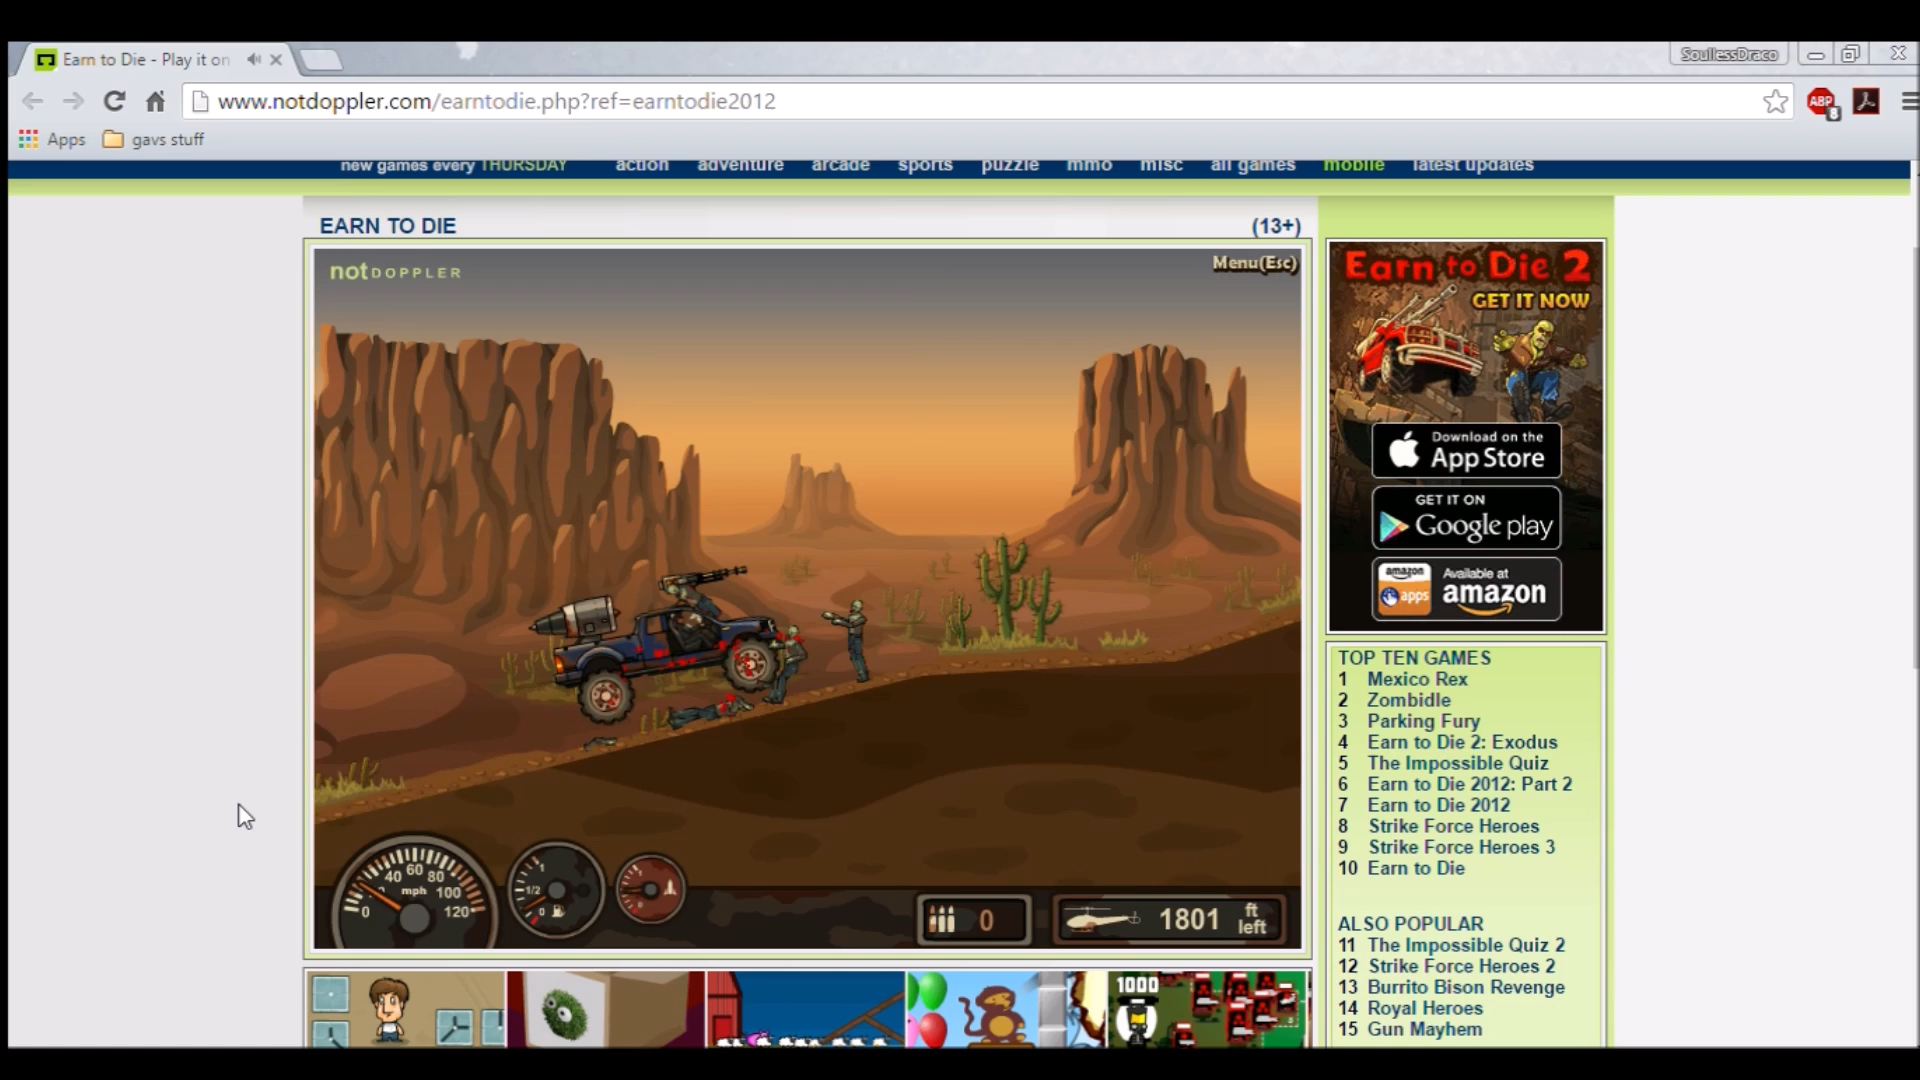 Earn to Die - Play it on
SoullessDraco
www.notdoppler.com/earntodie.php?ref=earntodie2012
ABP
8
Apps
gavs stuff
new games every THURSDAY
action
adventure
arcade
sports
puzzle
mmo
misc
all games
mobile
latest updates
EARN TO DIE
(13+)
notDOPPLER
Menu(Esc)
Earn to Die 2
GET IT NOW
Download on the
App Store
GET IT ON
Google play
amazon
apps
Available at
amazon
TOP TEN GAMES
1 Mexico Rex
2 Zombidle
3 Parking Fury
4 Earn to Die 2: Exodus
5 The Impossible Quiz
6 Earn to Die 2012: Part 2
7 Earn to Die 2012
8 Strike Force Heroes
9 Strike Force Heroes 3
10 Earn to Die
ALSO POPULAR
11 The Impossible Quiz 2
12 Strike Force Heroes 2
13 Burrito Bison Revenge
14 Royal Heroes
15 Gun Mayhem
0
40
60
80
100
120
mph
1
1/2
0
0
1801
ft
left
1000